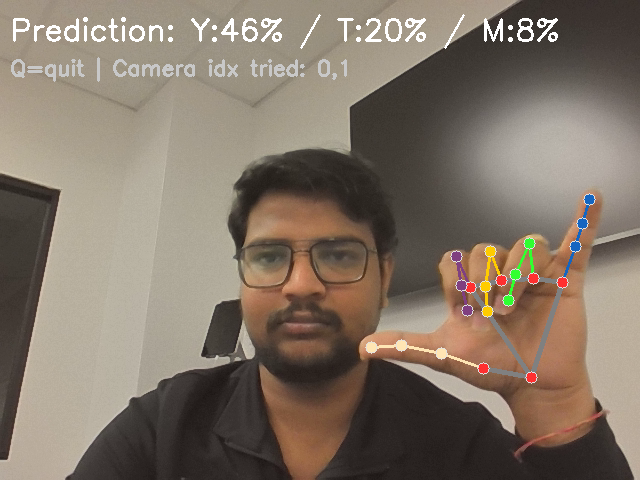 Prediction: Y:46% / T:20% / M:8%
Q=quit | Camera idx tried: 0,1